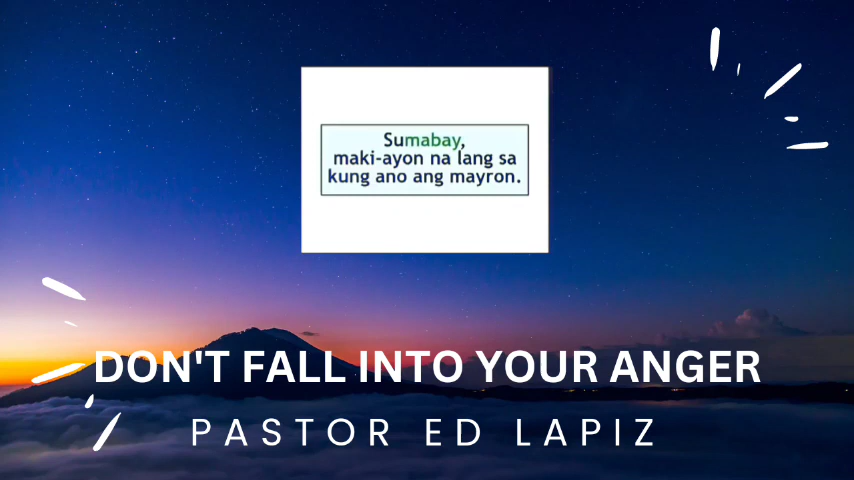 Sumabay,
maki-ayon na lang sa
kung ano ang mayron.
DON'T FALL INTO YOUR ANGER
PASTOR ED LAPIZ